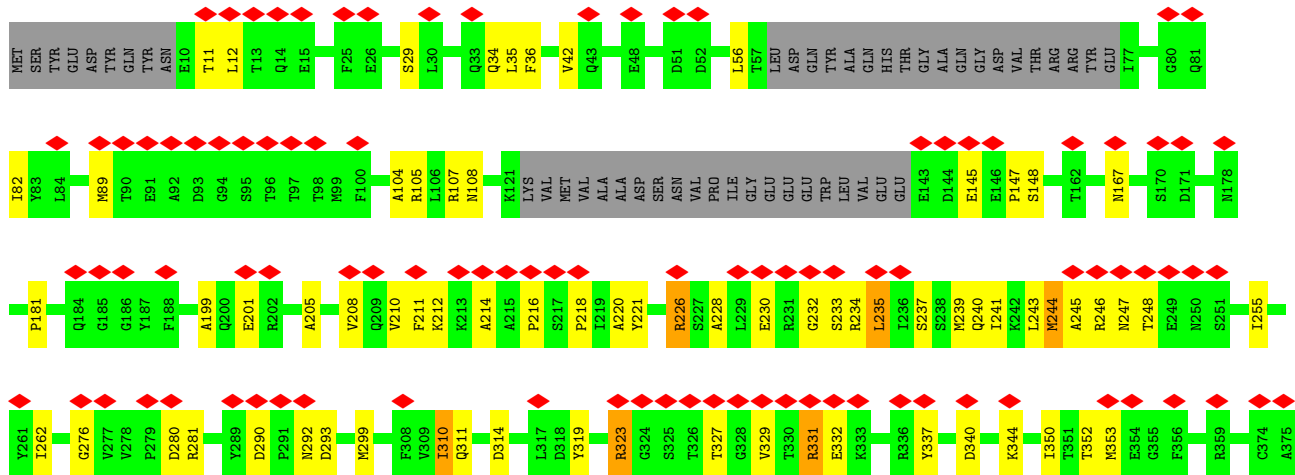 MET SER TYR GLU ASP TYR GLN TYR ASN E10 T11 L12 T13 Q14 E15 F25 E26 S29 L30 Q33 Q34 L35 F36 V42 Q43 E48 D51 D52 L56 T57 LEU ASP GLN TYR ALA GLN HIS THR GLY ALA GLN GLY ASP VAL THR ARG ARG TYR GLU I77 G80 Q81
I82 Y83 L84 M89 T90 E91 A92 D93 G94 S95 T96 T97 T98 M99 F100 A104 R105 L106 R107 N108 K121 LYS VAL MET VAL ALA ALA ASP SER ASN VAL PRO ILE GLY GLU GLU GLU TRP LEU VAL GLU GLU E143 D144 E145 E146 P147 S148 T162 N167 S170 D171 N178
P181 Q184 G185 G186 Y187 F188 A199 Q200 E201 R202 A205 V208 Q209 V210 F211 K212 K213 A214 A215 P216 S217 P218 I219 A220 Y221 R226 S227 A228 L229 E230 R231 G232 S233 R234 L235 I236 S237 S238 M239 Q240 I241 K242 L243 M244 A245 R246 N247 T248 E249 N250 S251 I255
Y261 I262 G276 V277 V278 P279 D280 R281 Y289 D290 P291 N292 D293 M299 F308 V309 I310 Q311 D314 L317 D318 Y319 R323 G324 S325 T326 T327 G328 V329 T330 R331 E332 K333 R336 Y337 D340 K344 I350 T351 T352 M353 E354 G355 F356 R359 C374 A375